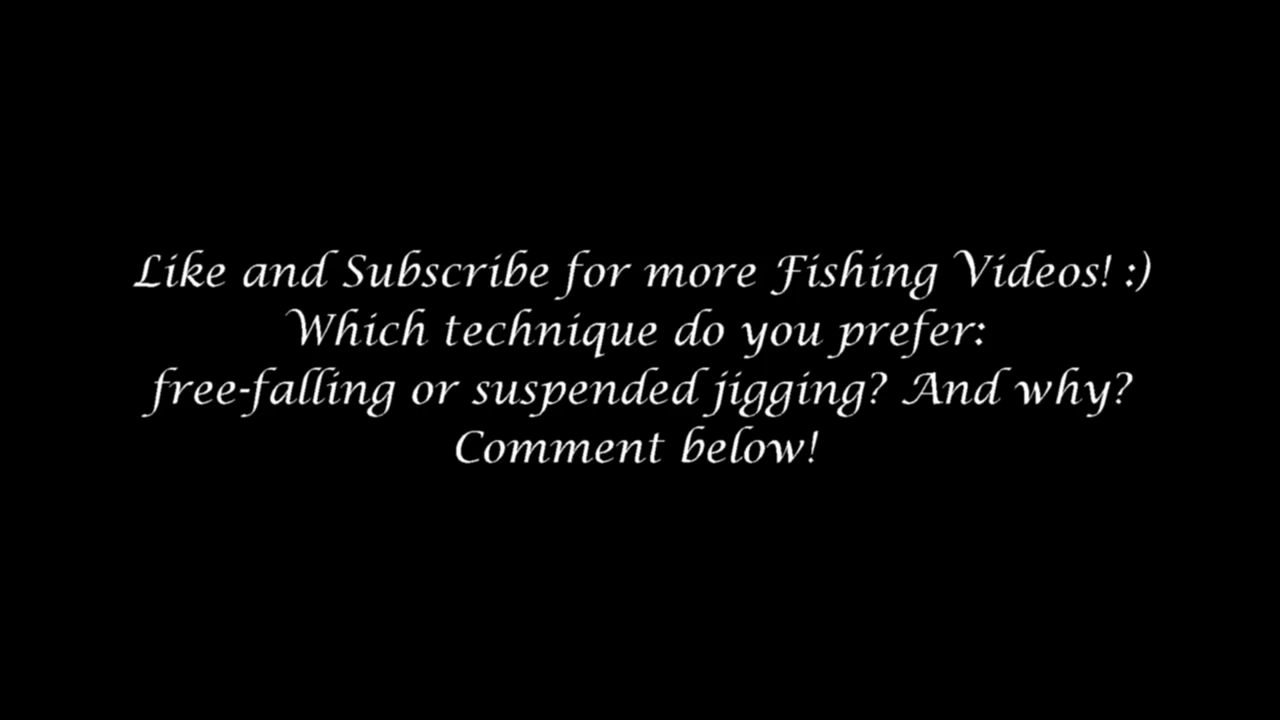 Like and Subscribe for more Fishing Videos! :)
Which technique do you prefer:
free-falling or suspended jigging? And why?
Comment below!